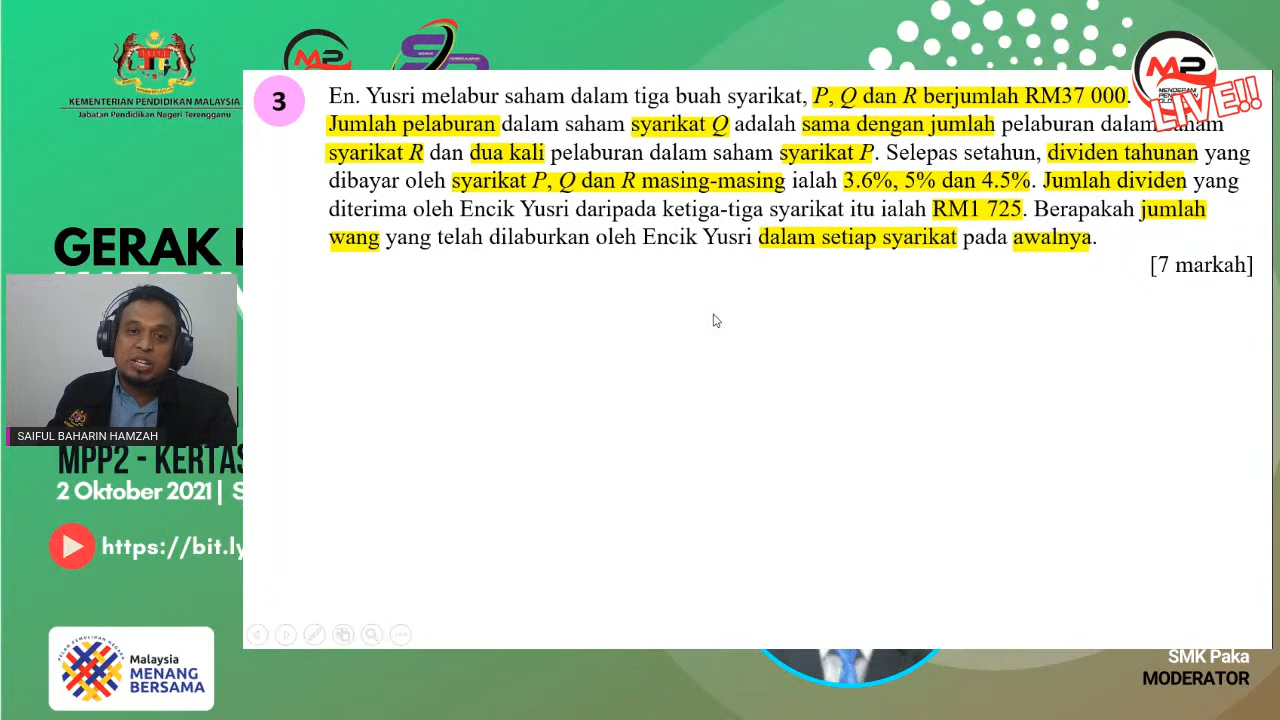 KEMENTERIAN PENDIDIKAN MALAYSIA
Jabatan Pendidikan Negeri Terengganu
MP
MP
LIVE!!
3
En. Yusri melabur saham dalam tiga buah syarikat, P, Q dan R berjumlah RM37 000.
Jumlah pelaburan dalam saham syarikat Q adalah sama dengan jumlah pelaburan dalam saham
syarikat R dan dua kali pelaburan dalam saham syarikat P. Selepas setahun, dividen tahunan yang
dibayar oleh syarikat P, Q dan R masing-masing ialah 3.6%, 5% dan 4.5%. Jumlah dividen yang
diterima oleh Encik Yusri daripada ketiga-tiga syarikat itu ialah RM1 725. Berapakah jumlah
wang yang telah dilaburkan oleh Encik Yusri dalam setiap syarikat pada awalnya.
[7 markah]
GERAK
SAIFUL BAHARIN HAMZAH
MPP2 - KERTAS
2 Oktober 2021| S
https://bit.ly
Malaysia
MENANG
BERSAMA
SMK Paka
MODERATOR